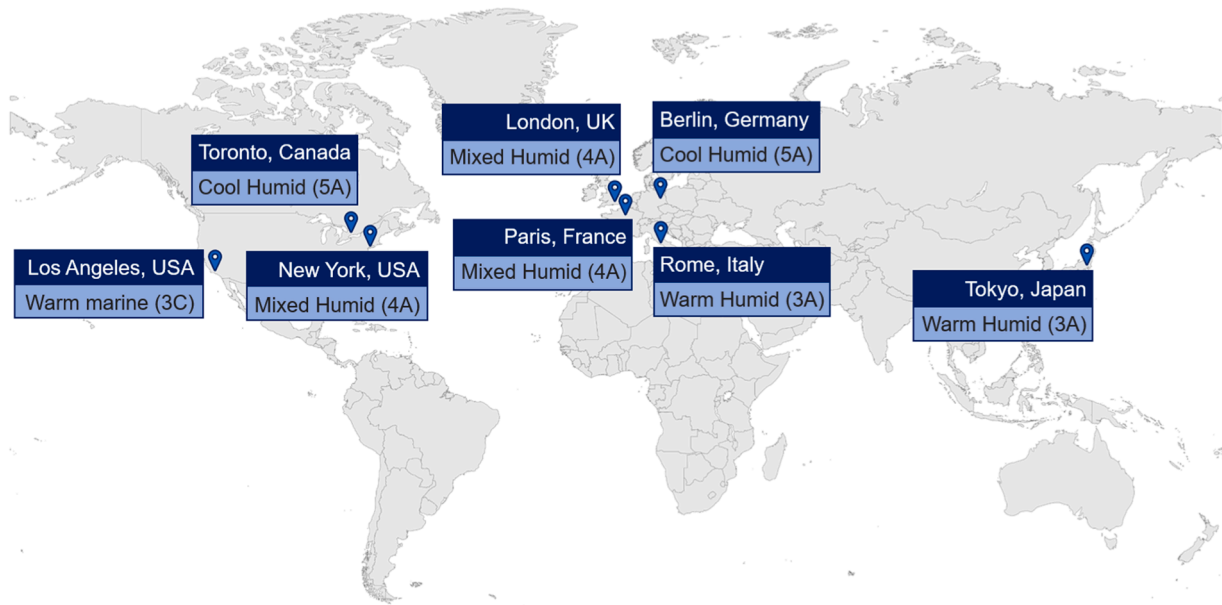 London, UK
Mixed Humid (4A)
Berlin, Germany
Cool Humid (5A)
Toronto, Canada
Cool Humid (5A)
Los Angeles, USA
Warm marine (3C)
New York, USA
Mixed Humid (4A)
Paris, France
Mixed Humid (4A)
Rome, Italy
Warm Humid (3A)
Tokyo, Japan
Warm Humid (3A)